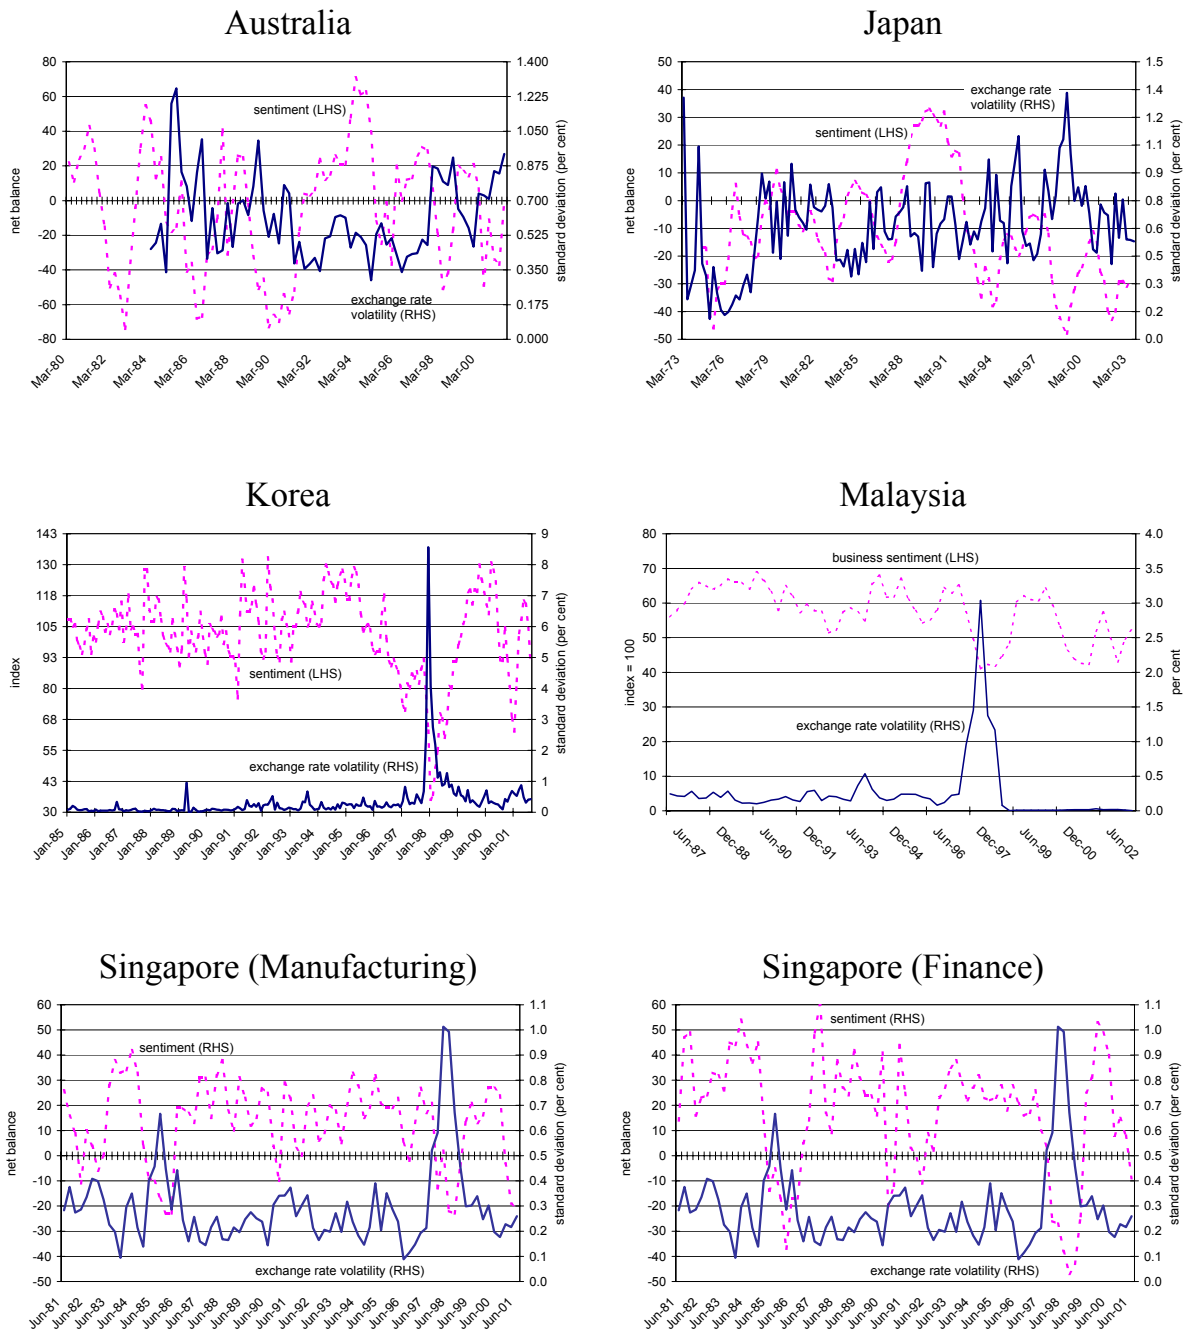 Australia
80
60
40
20
0
-20
-40
-60
-80
net balance
1.400
1.225
1.050
0.875
0.700
0.525
0.350
0.175
0.000
standard deviation (per cent)
sentiment (LHS)
exchange rate
volatility (RHS)
Mar-80
Mar-82
Mar-84
Mar-86
Mar-88
Mar-90
Mar-92
Mar-94
Mar-96
Mar-98
Mar-00
Japan
50
40
30
20
10
0
-10
-20
-30
-40
-50
net balance
1.5
1.4
1.2
1.1
0.9
0.8
0.6
0.5
0.3
0.2
0.0
standard deviation (per cent)
exchange rate
volatility (RHS)
sentiment (LHS)
Mar-73
Mar-76
Mar-79
Mar-82
Mar-85
Mar-88
Mar-91
Mar-94
Mar-97
Mar-00
Mar-03
Korea
143
130
118
105
93
80
68
55
43
30
index
9
8
7
6
5
4
3
2
1
0
standard deviation (per cent)
sentiment (LHS)
exchange rate volatility (RHS)
Jan-85
Jan-86
Jan-87
Jan-88
Jan-89
Jan-90
Jan-91
Jan-92
Jan-93
Jan-94
Jan-95
Jan-96
Jan-97
Jan-98
Jan-99
Jan-00
Jan-01
Malaysia
80
70
60
50
40
30
20
10
0
index = 100
4.0
3.5
3.0
2.5
2.0
1.5
1.0
0.5
0.0
per cent
business sentiment (LHS)
exchange rate volatility (RHS)
Jun-87
Dec-88
Jun-90
Dec-91
Jun-93
Dec-94
Jun-96
Dec-97
Jun-99
Dec-00
Jun-02
Singapore (Manufacturing)
60
50
40
30
20
10
0
-10
-20
-30
-40
-50
net balance
1.1
1.0
0.9
0.8
0.7
0.6
0.5
0.4
0.3
0.2
0.1
0.0
standard deviation (per cent)
sentiment (RHS)
exchange rate volatility (RHS)
Jun-81
Jun-82
Jun-83
Jun-84
Jun-85
Jun-86
Jun-87
Jun-88
Jun-89
Jun-90
Jun-91
Jun-92
Jun-93
Jun-94
Jun-95
Jun-96
Jun-97
Jun-98
Jun-99
Jun-00
Jun-01
Singapore (Finance)
60
50
40
30
20
10
0
-10
-20
-30
-40
-50
net balance
1.1
1.0
0.9
0.8
0.7
0.6
0.5
0.4
0.3
0.2
0.1
0.0
standard deviation (per cent)
sentiment (RHS)
exchange rate volatility (RHS)
Jun-81
Jun-82
Jun-83
Jun-84
Jun-85
Jun-86
Jun-87
Jun-88
Jun-89
Jun-90
Jun-91
Jun-92
Jun-93
Jun-94
Jun-95
Jun-96
Jun-97
Jun-98
Jun-99
Jun-00
Jun-01